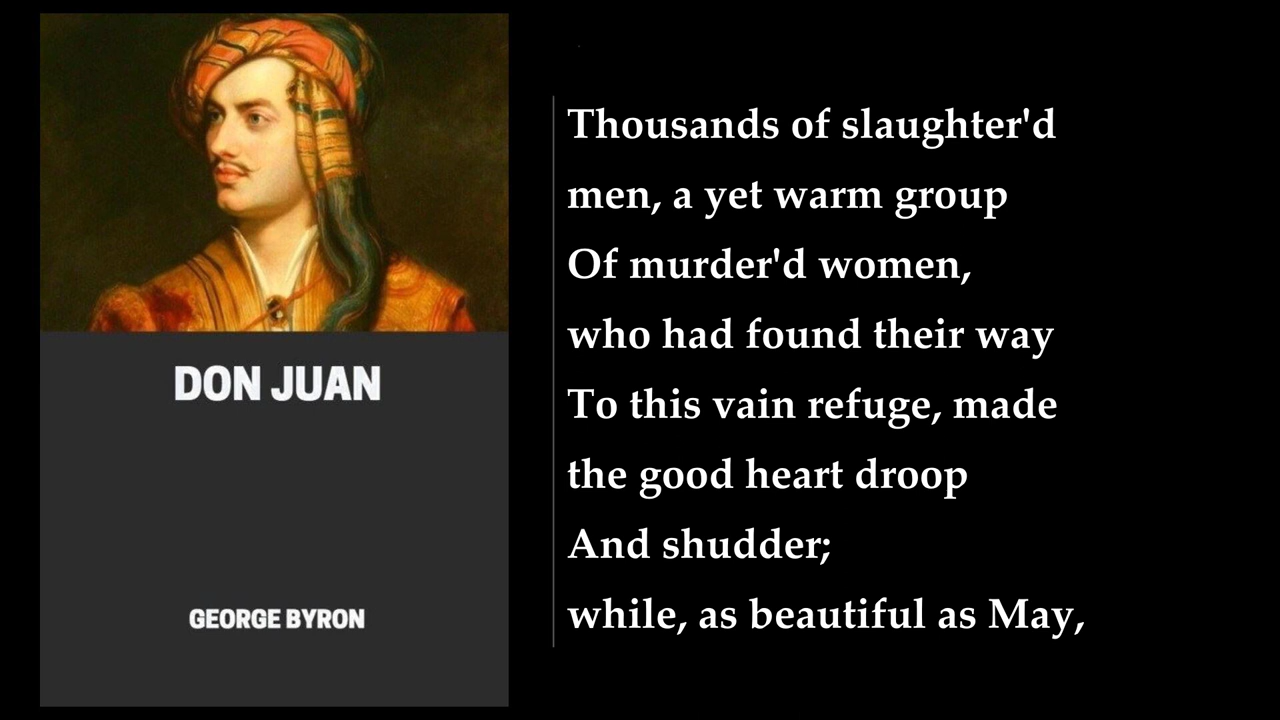 DON JUAN
GEORGE BYRON
Thousands of slaughter'd
men, a yet warm group
Of murder'd women,
who had found their way
To this vain refuge, made
the good heart droop
And shudder;
while, as beautiful as May,